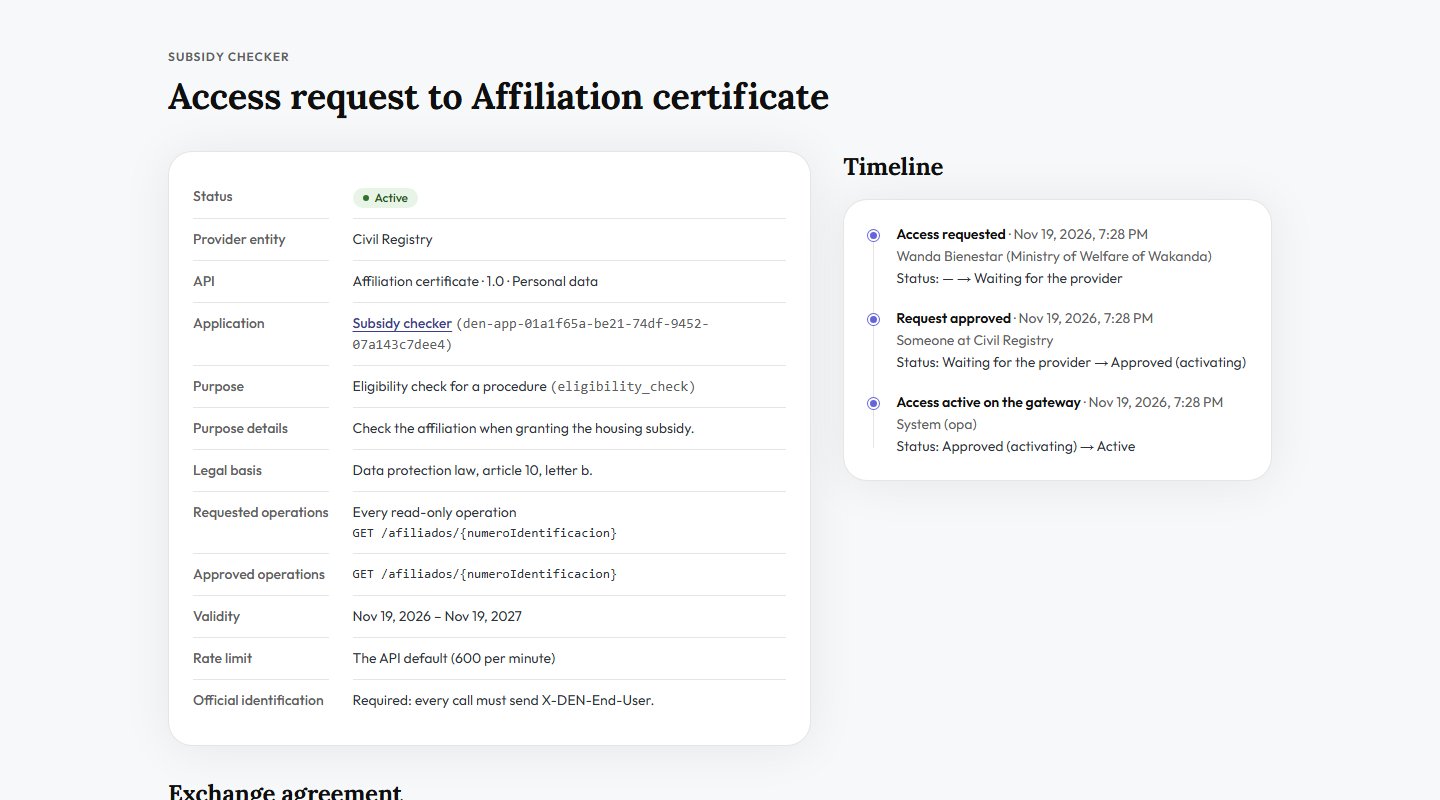 SUBSIDY CHECKER
Access request to Affiliation certificate
Status
Active
Provider entity
Civil Registry
API
Affiliation certificate · 1.0 · Personal data
Application
Subsidy checker (den-app-01a1f65a-be21-74df-9452-
07a143c7dee4)
Purpose
Eligibility check for a procedure (eligibility_check)
Purpose details
Check the affiliation when granting the housing subsidy.
Legal basis
Data protection law, article 10, letter b.
Requested operations
Every read-only operation
GET /afiliados/{numeroIdentificacion}
Approved operations
GET /afiliados/{numeroIdentificacion}
Validity
Nov 19, 2026 – Nov 19, 2027
Rate limit
The API default (600 per minute)
Official identification
Required: every call must send X-DEN-End-User.
Timeline
Access requested · Nov 19, 2026, 7:28 PM
Wanda Bienestar (Ministry of Welfare of Wakanda)
Status: — → Waiting for the provider
Request approved · Nov 19, 2026, 7:28 PM
Someone at Civil Registry
Status: Waiting for the provider → Approved (activating)
Access active on the gateway · Nov 19, 2026, 7:28 PM
System (opa)
Status: Approved (activating) → Active
Exchange agreement